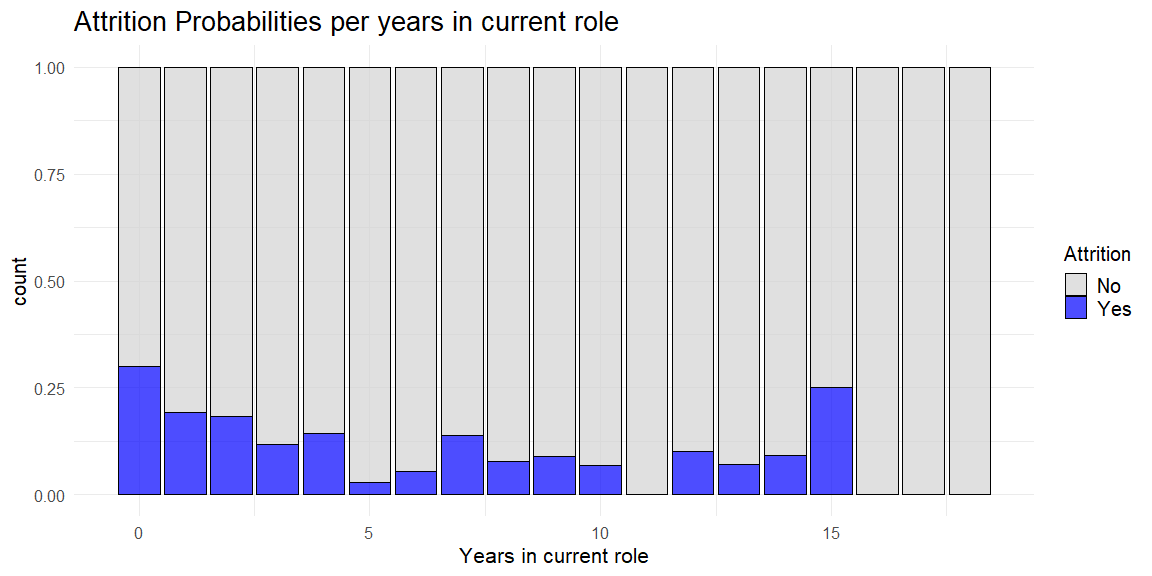 Attrition Probabilities per years in current role
1.00
0.75
0.50
0.25
0.00
count
0 5 10 15
Years in current role
Attrition
No
Yes